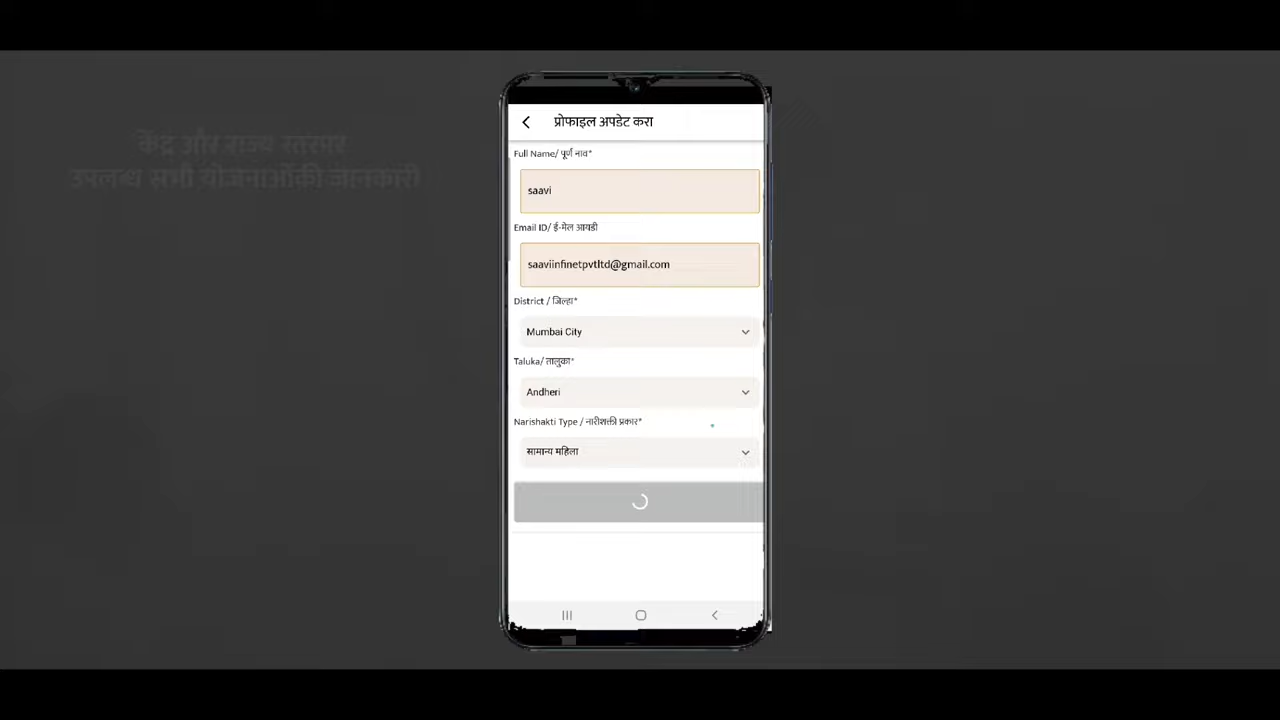 केंद्र और राज्य स्तरपर
उपलब्ध सभी योजनाओंकी जानकारी
प्रोफाइल अपडेट करा
Full Name/ पूर्ण नाव*
saavi
Email ID/ ई-मेल आयडी
saaviinfinetpvtltd@gmail.com
District / जिल्हा*
Mumbai City
Taluka/ तालुका*
Andheri
Narishakti Type / नारीशक्ती प्रकार*
सामान्य महिला